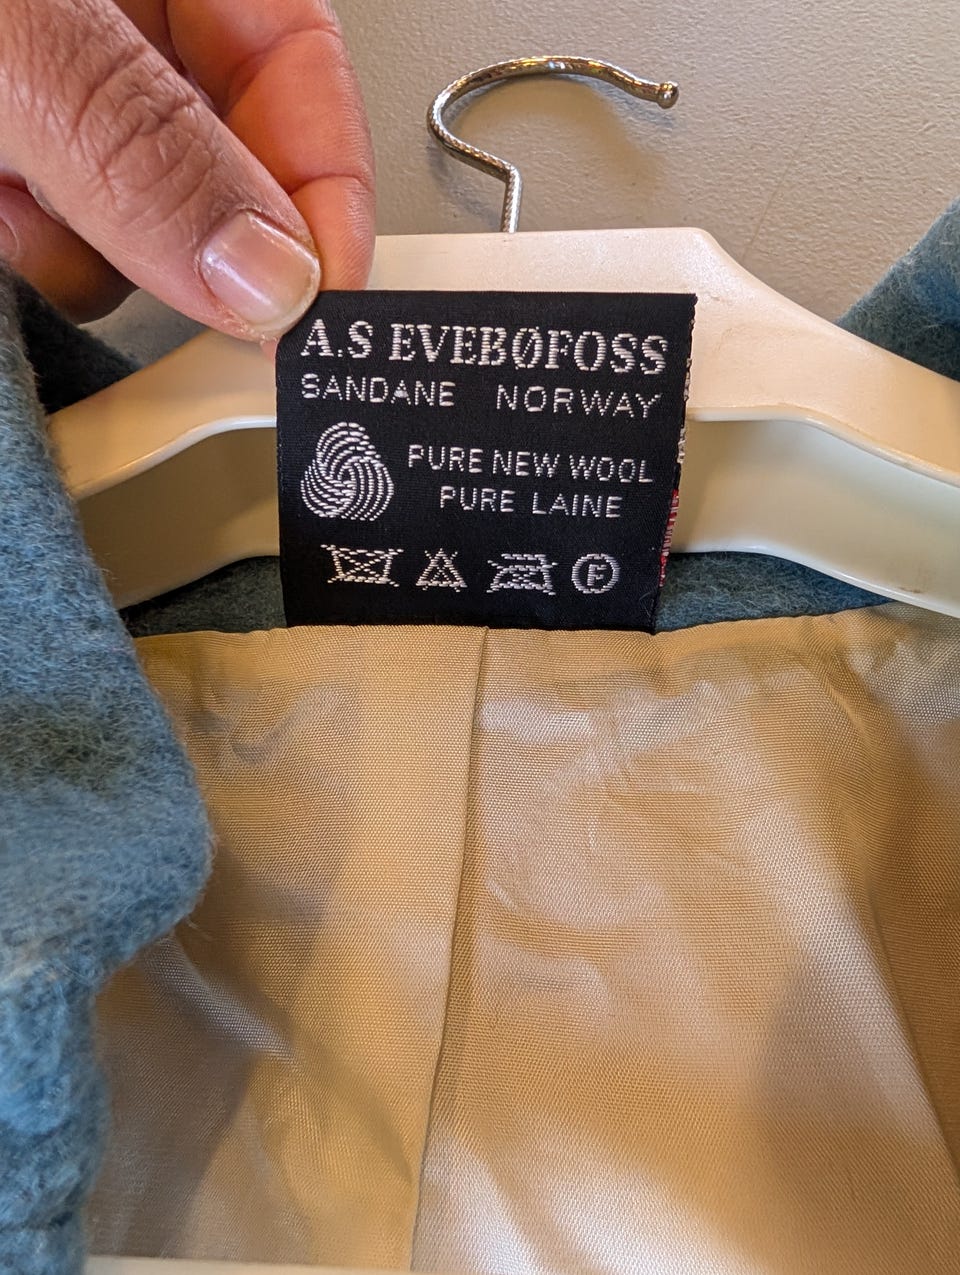 A.S EVEBØFOSS
SANDANE NORWAY
PURE NEW WOOL
PURE LAINE
F